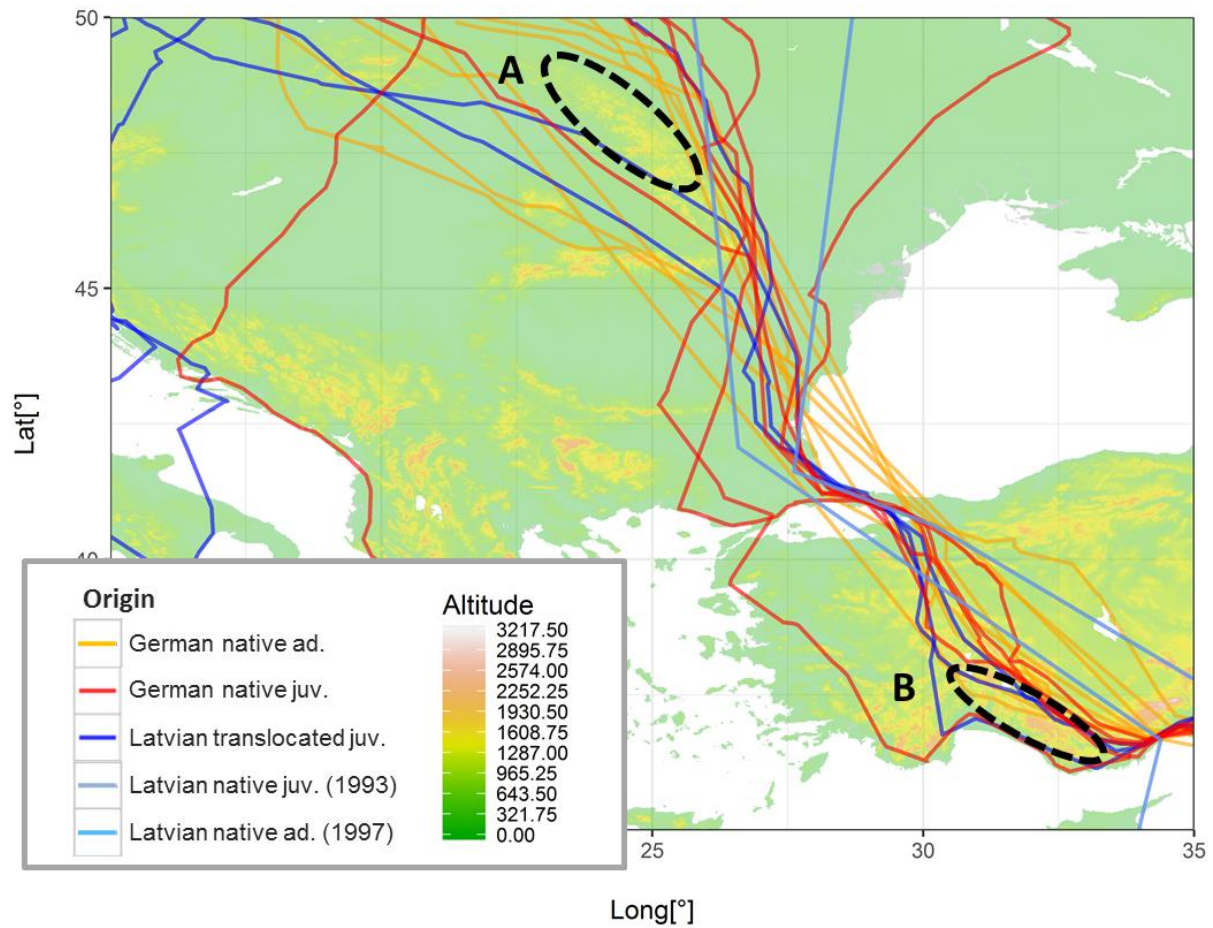 50
A
45
Lat[°]
B
Origin
German native ad.
German native juv.
Latvian translocated juv.
Latvian native juv. (1993)
Latvian native ad. (1997)
Altitude
3217.50
2895.75
2574.00
2252.25
1930.50
1608.75
1287.00
965.25
643.50
321.75
0.00
25
30
35
Long[°]